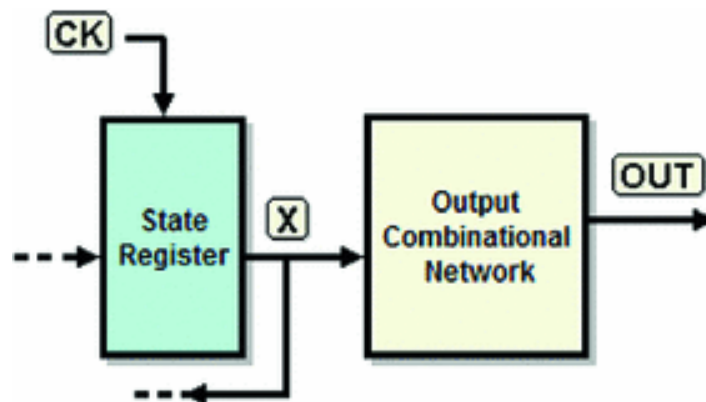 CK
State
Register
X
Output
Combinational
Network
OUT